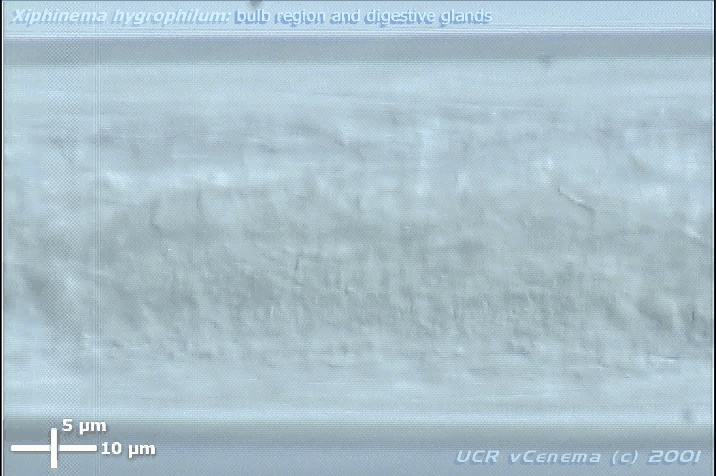 Xiphinema hygrophilum: bulb region and digestive glands
5 µm
10 µm
UCR vCenema (c) 2001